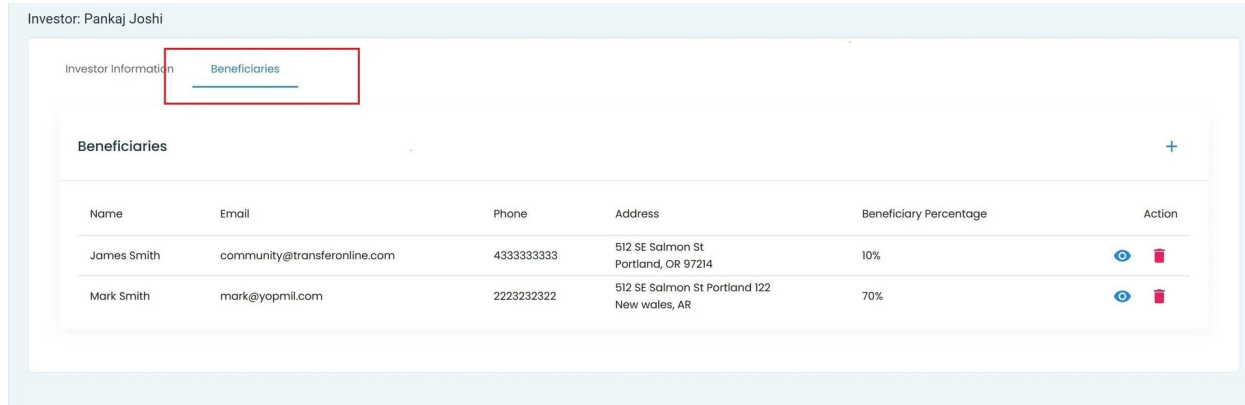 Investor: Pankaj Joshi
Investor Information Beneficiaries
Beneficiaries +
Name Email Phone Address Beneficiary Percentage Action
James Smith community@transferonline.com 4333333333 512 SE Salmon St 10%
Portland, OR 97214
Mark Smith mark@yopmil.com 2223232322 512 SE Salmon St Portland 122 70%
New wales, AR